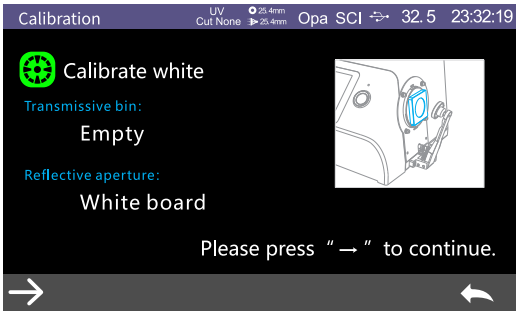 Calibration
UV
Cut None
25.4mm
25.4mm
Opa SCI 32.5 23:32:19
Calibrate white
Transmissive bin:
Empty
Reflective aperture:
White board
Please press “→” to continue.